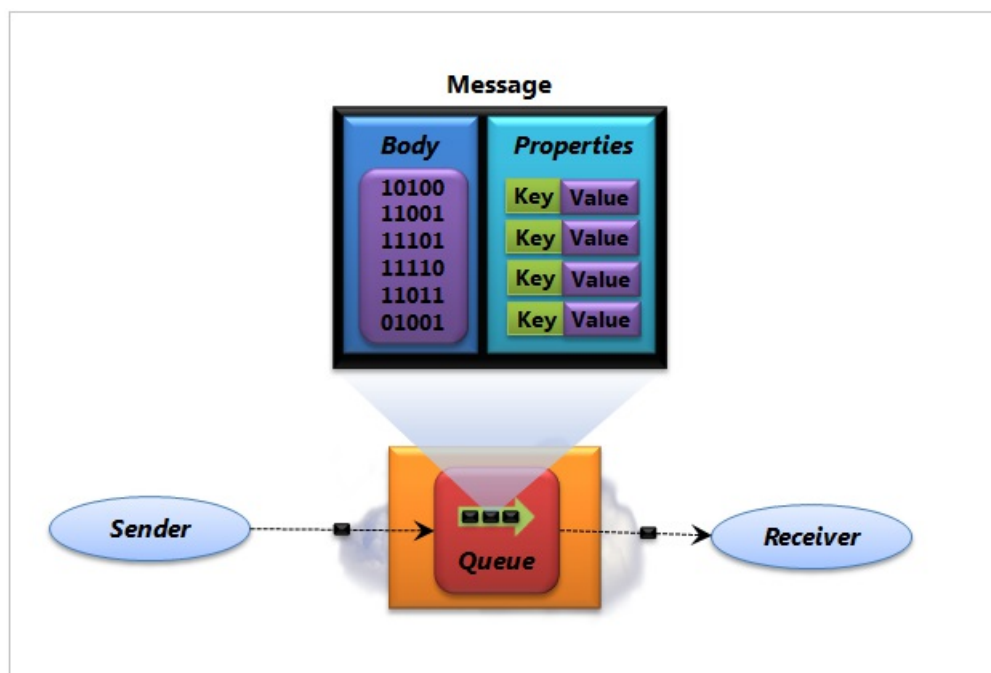 Message
Body
10100
11001
11101
11110
11011
01001
Properties
Key Value
Key Value
Key Value
Key Value
Sender
Queue
Receiver